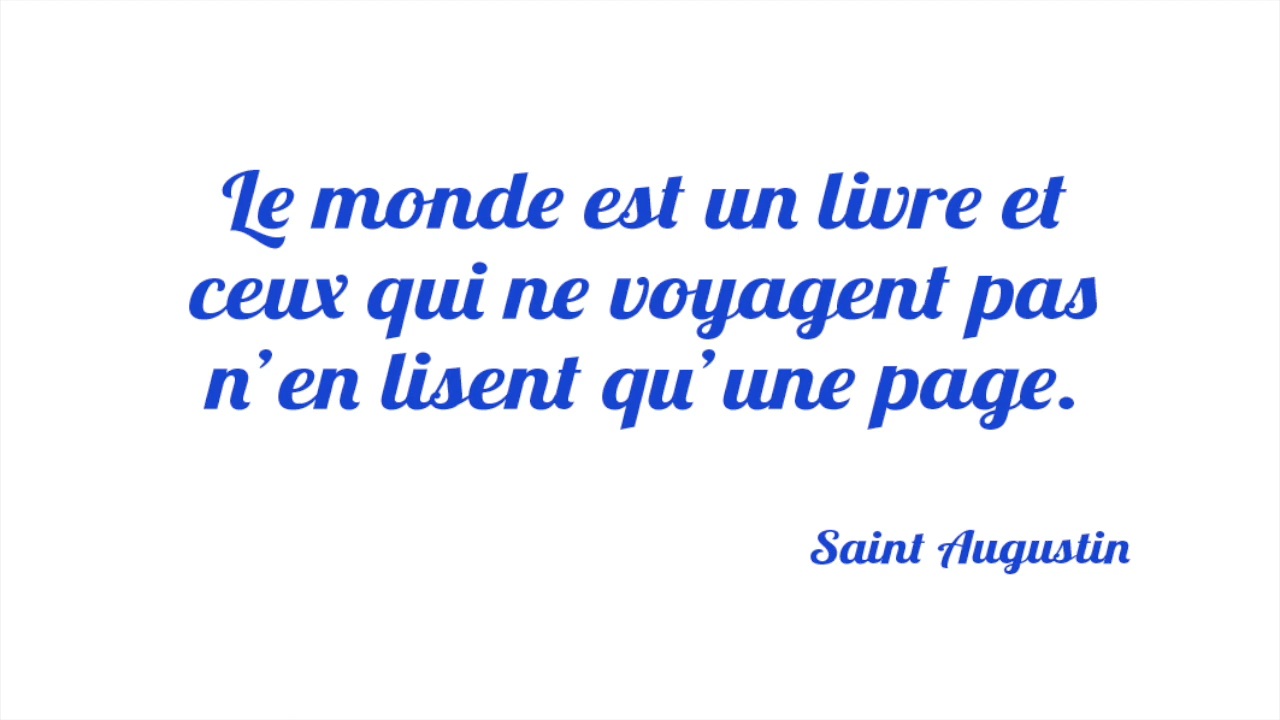 Le monde est un livre et
ceux qui ne voyagent pas
n’en lisent qu’une page.
Saint Augustin